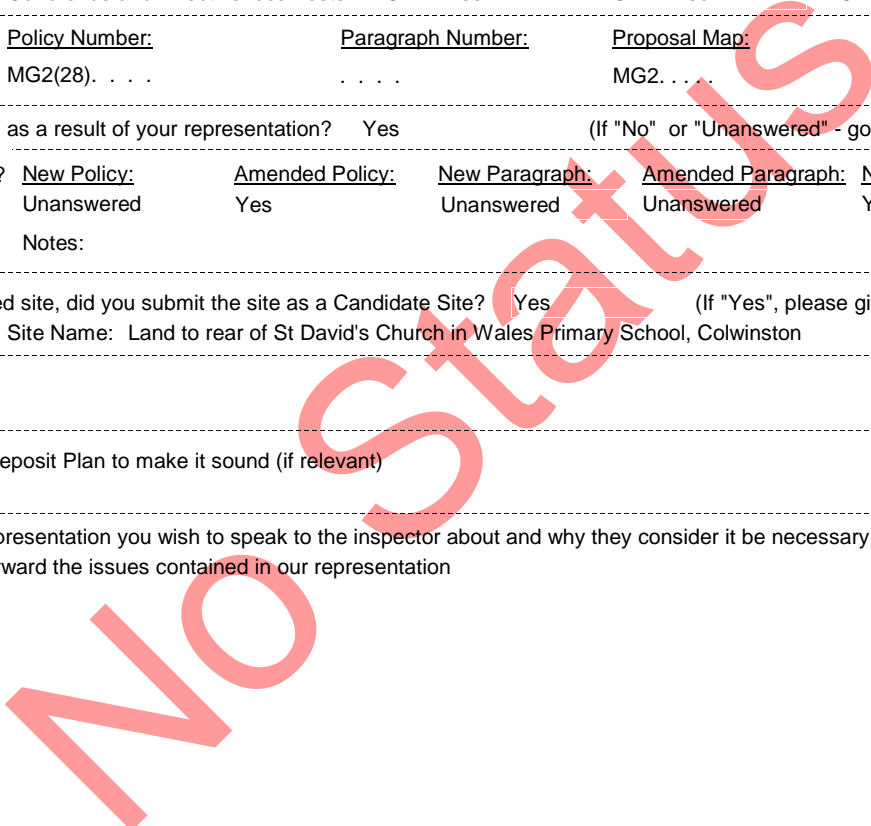 Policy Number: Paragraph Number: Proposal Map:
MG2(28). . . . . . . . MG2. . . . .
as a result of your representation? Yes (If "No" or "Unanswered" - go
? New Policy: Amended Policy: New Paragraph: Amended Paragraph: N
Unanswered Yes Unanswered Unanswered Y
Notes:
ed site, did you submit the site as a Candidate Site? Yes (If "Yes", please gi
Site Name: Land to rear of St David's Church in Wales Primary School, Colwinston
eposit Plan to make it sound (if relevant)
presentation you wish to speak to the inspector about and why they consider it be necessary
rward the issues contained in our representation
No Status